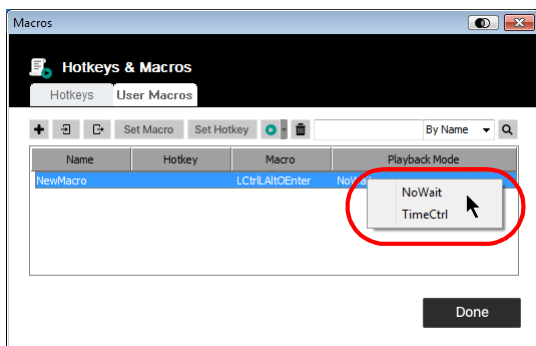 Macros
Hotkeys & Macros
Hotkeys User Macros
Set Macro Set Hotkey By Name
Name Hotkey Macro Playback Mode
NewMacro LCtrlLAltOEnter NoWait
NoWait
TimeCtrl
Done